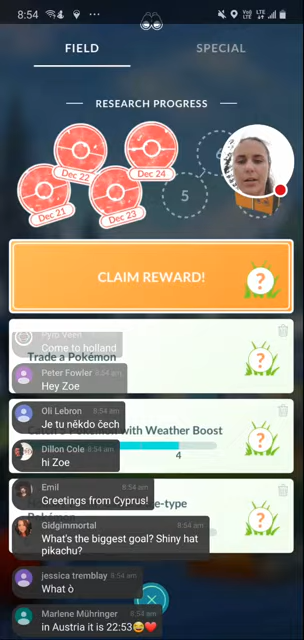 8:54
Vo))
LTE
LTE
FIELD
SPECIAL
RESEARCH PROGRESS
Dec 22
Dec 24
Dec 21
Dec 23
5
CLAIM REWARD!
?
Come to holland
Trade a Pokémon
?
Peter Fowler 8:54 am
Hey Zoe
Oli Lebron 8:54 am
Je tu někdo čech
with Weather Boost
?
Dillon Cole 8:54 am
hi Zoe
4
Emil 8:54 am
Greetings from Cyprus!
e-type
?
Gidgimmortal 8:54 am
What's the biggest goal? Shiny hat
pikachu?
jessica tremblay 8:54 am
What ò
Marlene Mühringer 8:54 am
in Austria it is 22:53😅❤️